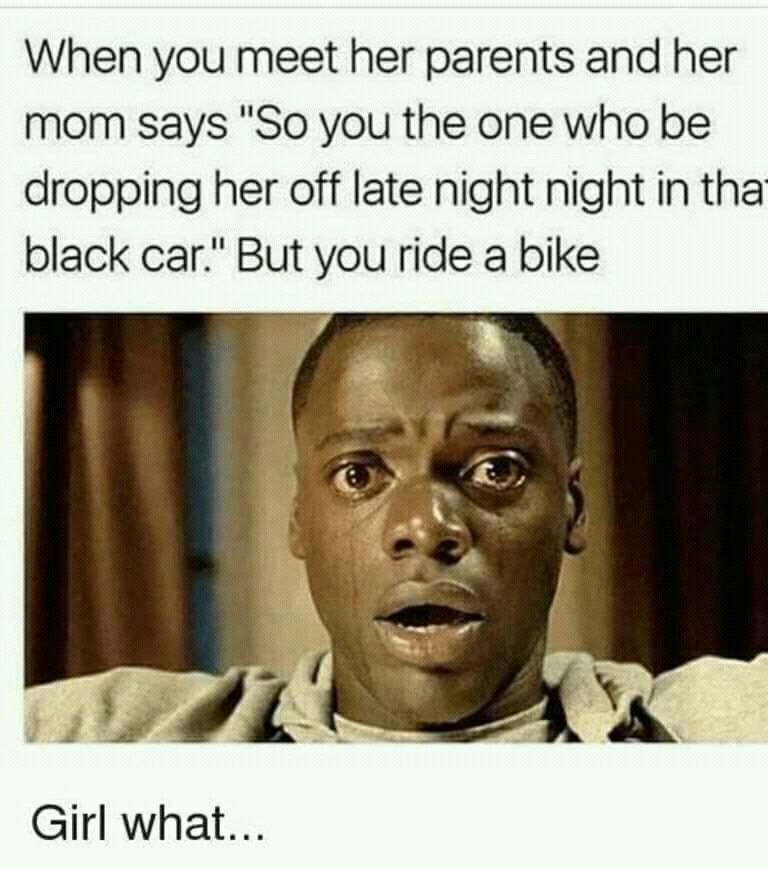 When you meet her parents and her
mom says "So you the one who be
dropping her off late night night in tha
black car." But you ride a bike
Girl what...